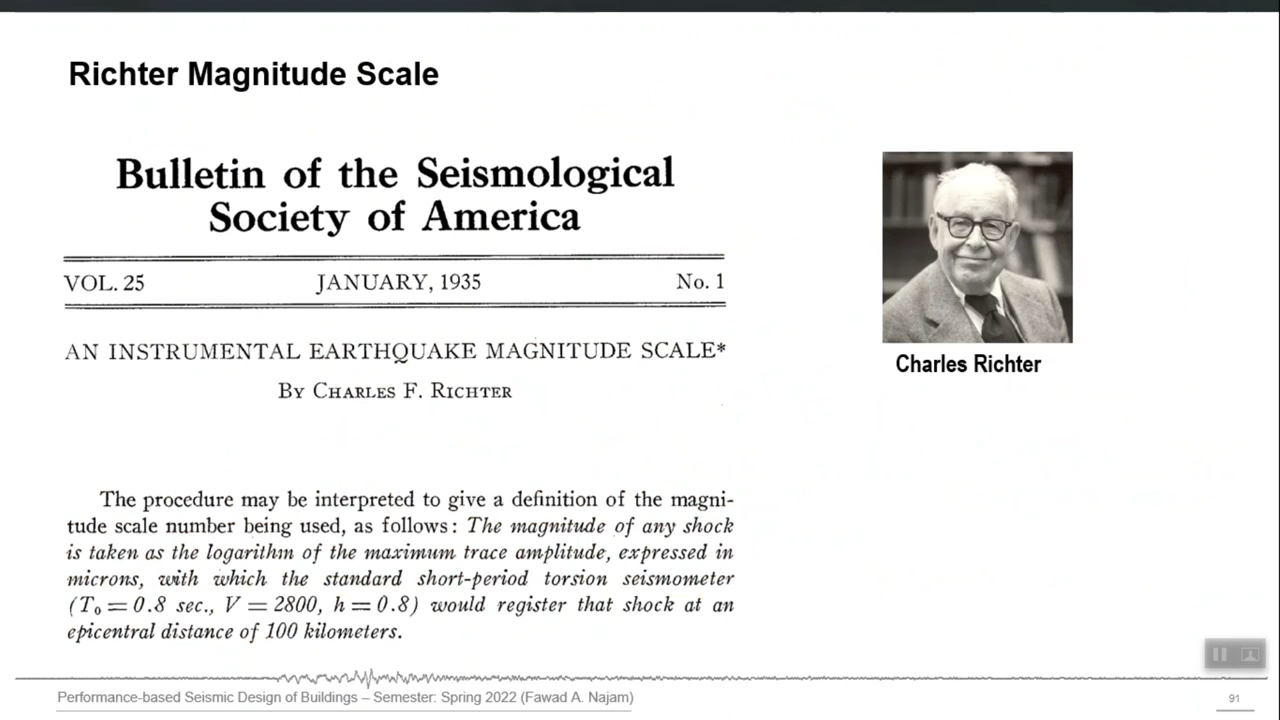 Richter Magnitude Scale
Bulletin of the Seismological
Society of America
VOL. 25 JANUARY, 1935 No. 1
AN INSTRUMENTAL EARTHQUAKE MAGNITUDE SCALE*
By Charles F. Richter
Charles Richter
The procedure may be interpreted to give a definition of the magni-
tude scale number being used, as follows: The magnitude of any shock
is taken as the logarithm of the maximum trace amplitude, expressed in
microns, with which the standard short-period torsion seismometer
(T₀ = 0.8 sec., V = 2800, h = 0.8) would register that shock at an
epicentral distance of 100 kilometers.
Performance-based Seismic Design of Buildings – Semester: Spring 2022 (Fawad A. Najam)
91